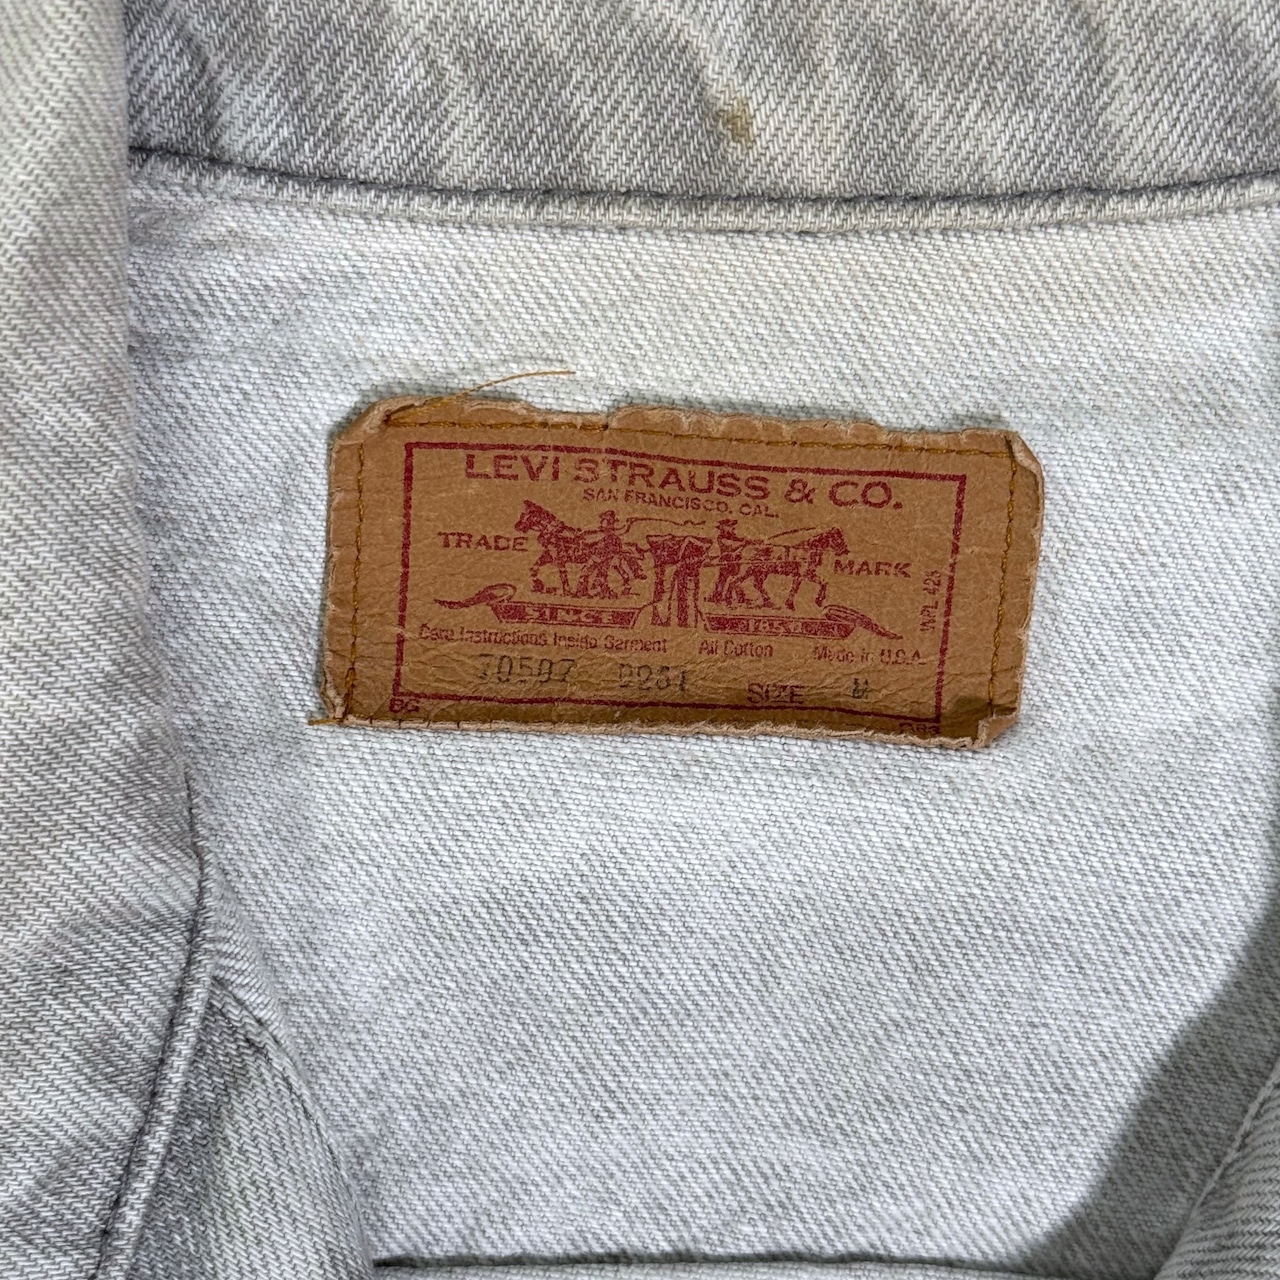 LEVI STRAUSS & CO.
SAN FRANCISCO, CAL.
TRADE MARK
SINCE 1850
WPL 423
Care Instructions Inside Garment All Cotton Made in U.S.A.
70507 0261 SIZE M